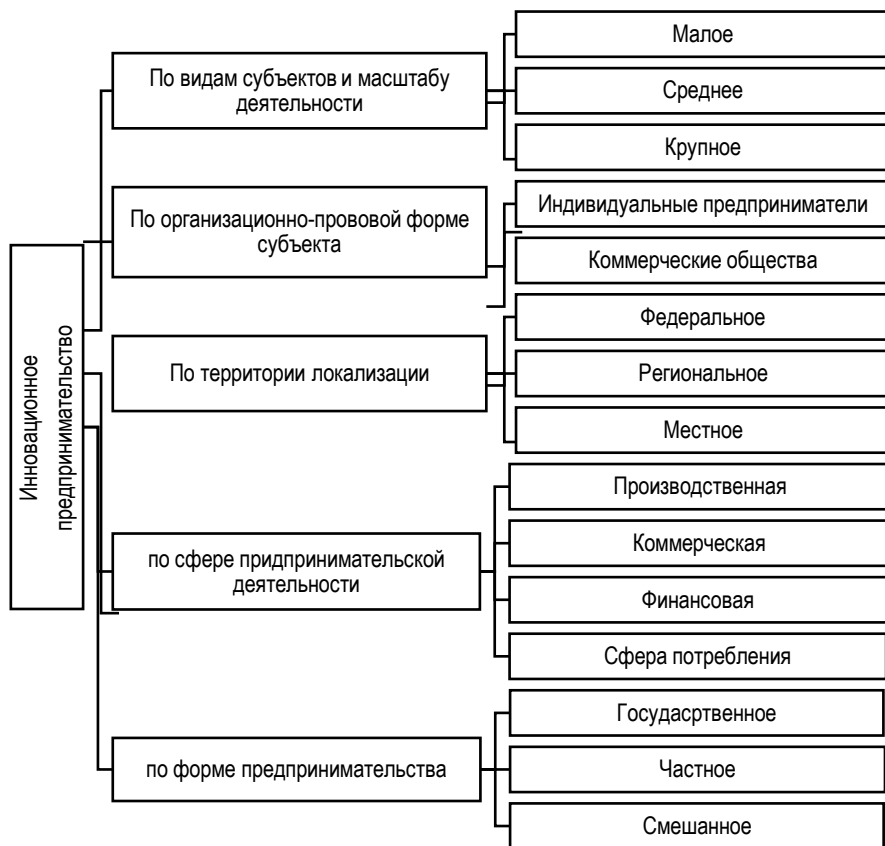 Инновационное
предпринимательство
По видам субъектов и масштабу
деятельности
Малое
Среднее
Крупное
По организационно-прововой форме
субъекта
Индивидуальные предприниматели
Коммерческие общества
По территории локализации
Федеральное
Региональное
Местное
по сфере придпринимательской
деятельности
Производственная
Коммерческая
Финансовая
Сфера потребления
по форме предпринимательства
Госудасртвенное
Частное
Смешанное